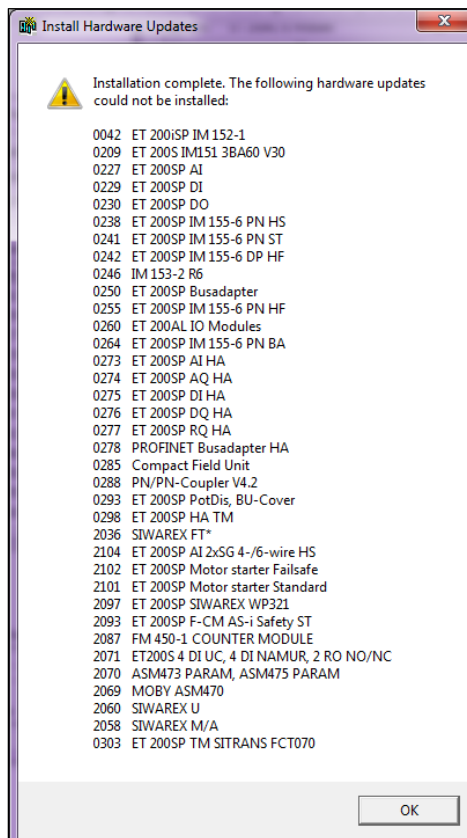 Install Hardware Updates
Installation complete. The following hardware updates
could not be installed:
0042 ET 200iSP IM 152-1
0209 ET 200S IM151 3BA60 V30
0227 ET 200SP AI
0229 ET 200SP DI
0230 ET 200SP DO
0238 ET 200SP IM 155-6 PN HS
0241 ET 200SP IM 155-6 PN ST
0242 ET 200SP IM 155-6 DP HF
0246 IM 153-2 R6
0250 ET 200SP Busadapter
0255 ET 200SP IM 155-6 PN HF
0260 ET 200AL IO Modules
0264 ET 200SP IM 155-6 PN BA
0273 ET 200SP AI HA
0274 ET 200SP AQ HA
0275 ET 200SP DI HA
0276 ET 200SP DQ HA
0277 ET 200SP RQ HA
0278 PROFINET Busadapter HA
0285 Compact Field Unit
0288 PN/PN-Coupler V4.2
0293 ET 200SP PotDis, BU-Cover
0298 ET 200SP HA TM
2036 SIWAREX FT*
2104 ET 200SP AI 2xSG 4-/6-wire HS
2102 ET 200SP Motor starter Failsafe
2101 ET 200SP Motor starter Standard
2097 ET 200SP SIWAREX WP321
2093 ET 200SP F-CM AS-i Safety ST
2087 FM 450-1 COUNTER MODULE
2071 ET200S 4 DI UC, 4 DI NAMUR, 2 RO NO/NC
2070 ASM473 PARAM, ASM475 PARAM
2069 MOBY ASM470
2060 SIWAREX U
2058 SIWAREX M/A
0303 ET 200SP TM SITRANS FCT070
OK